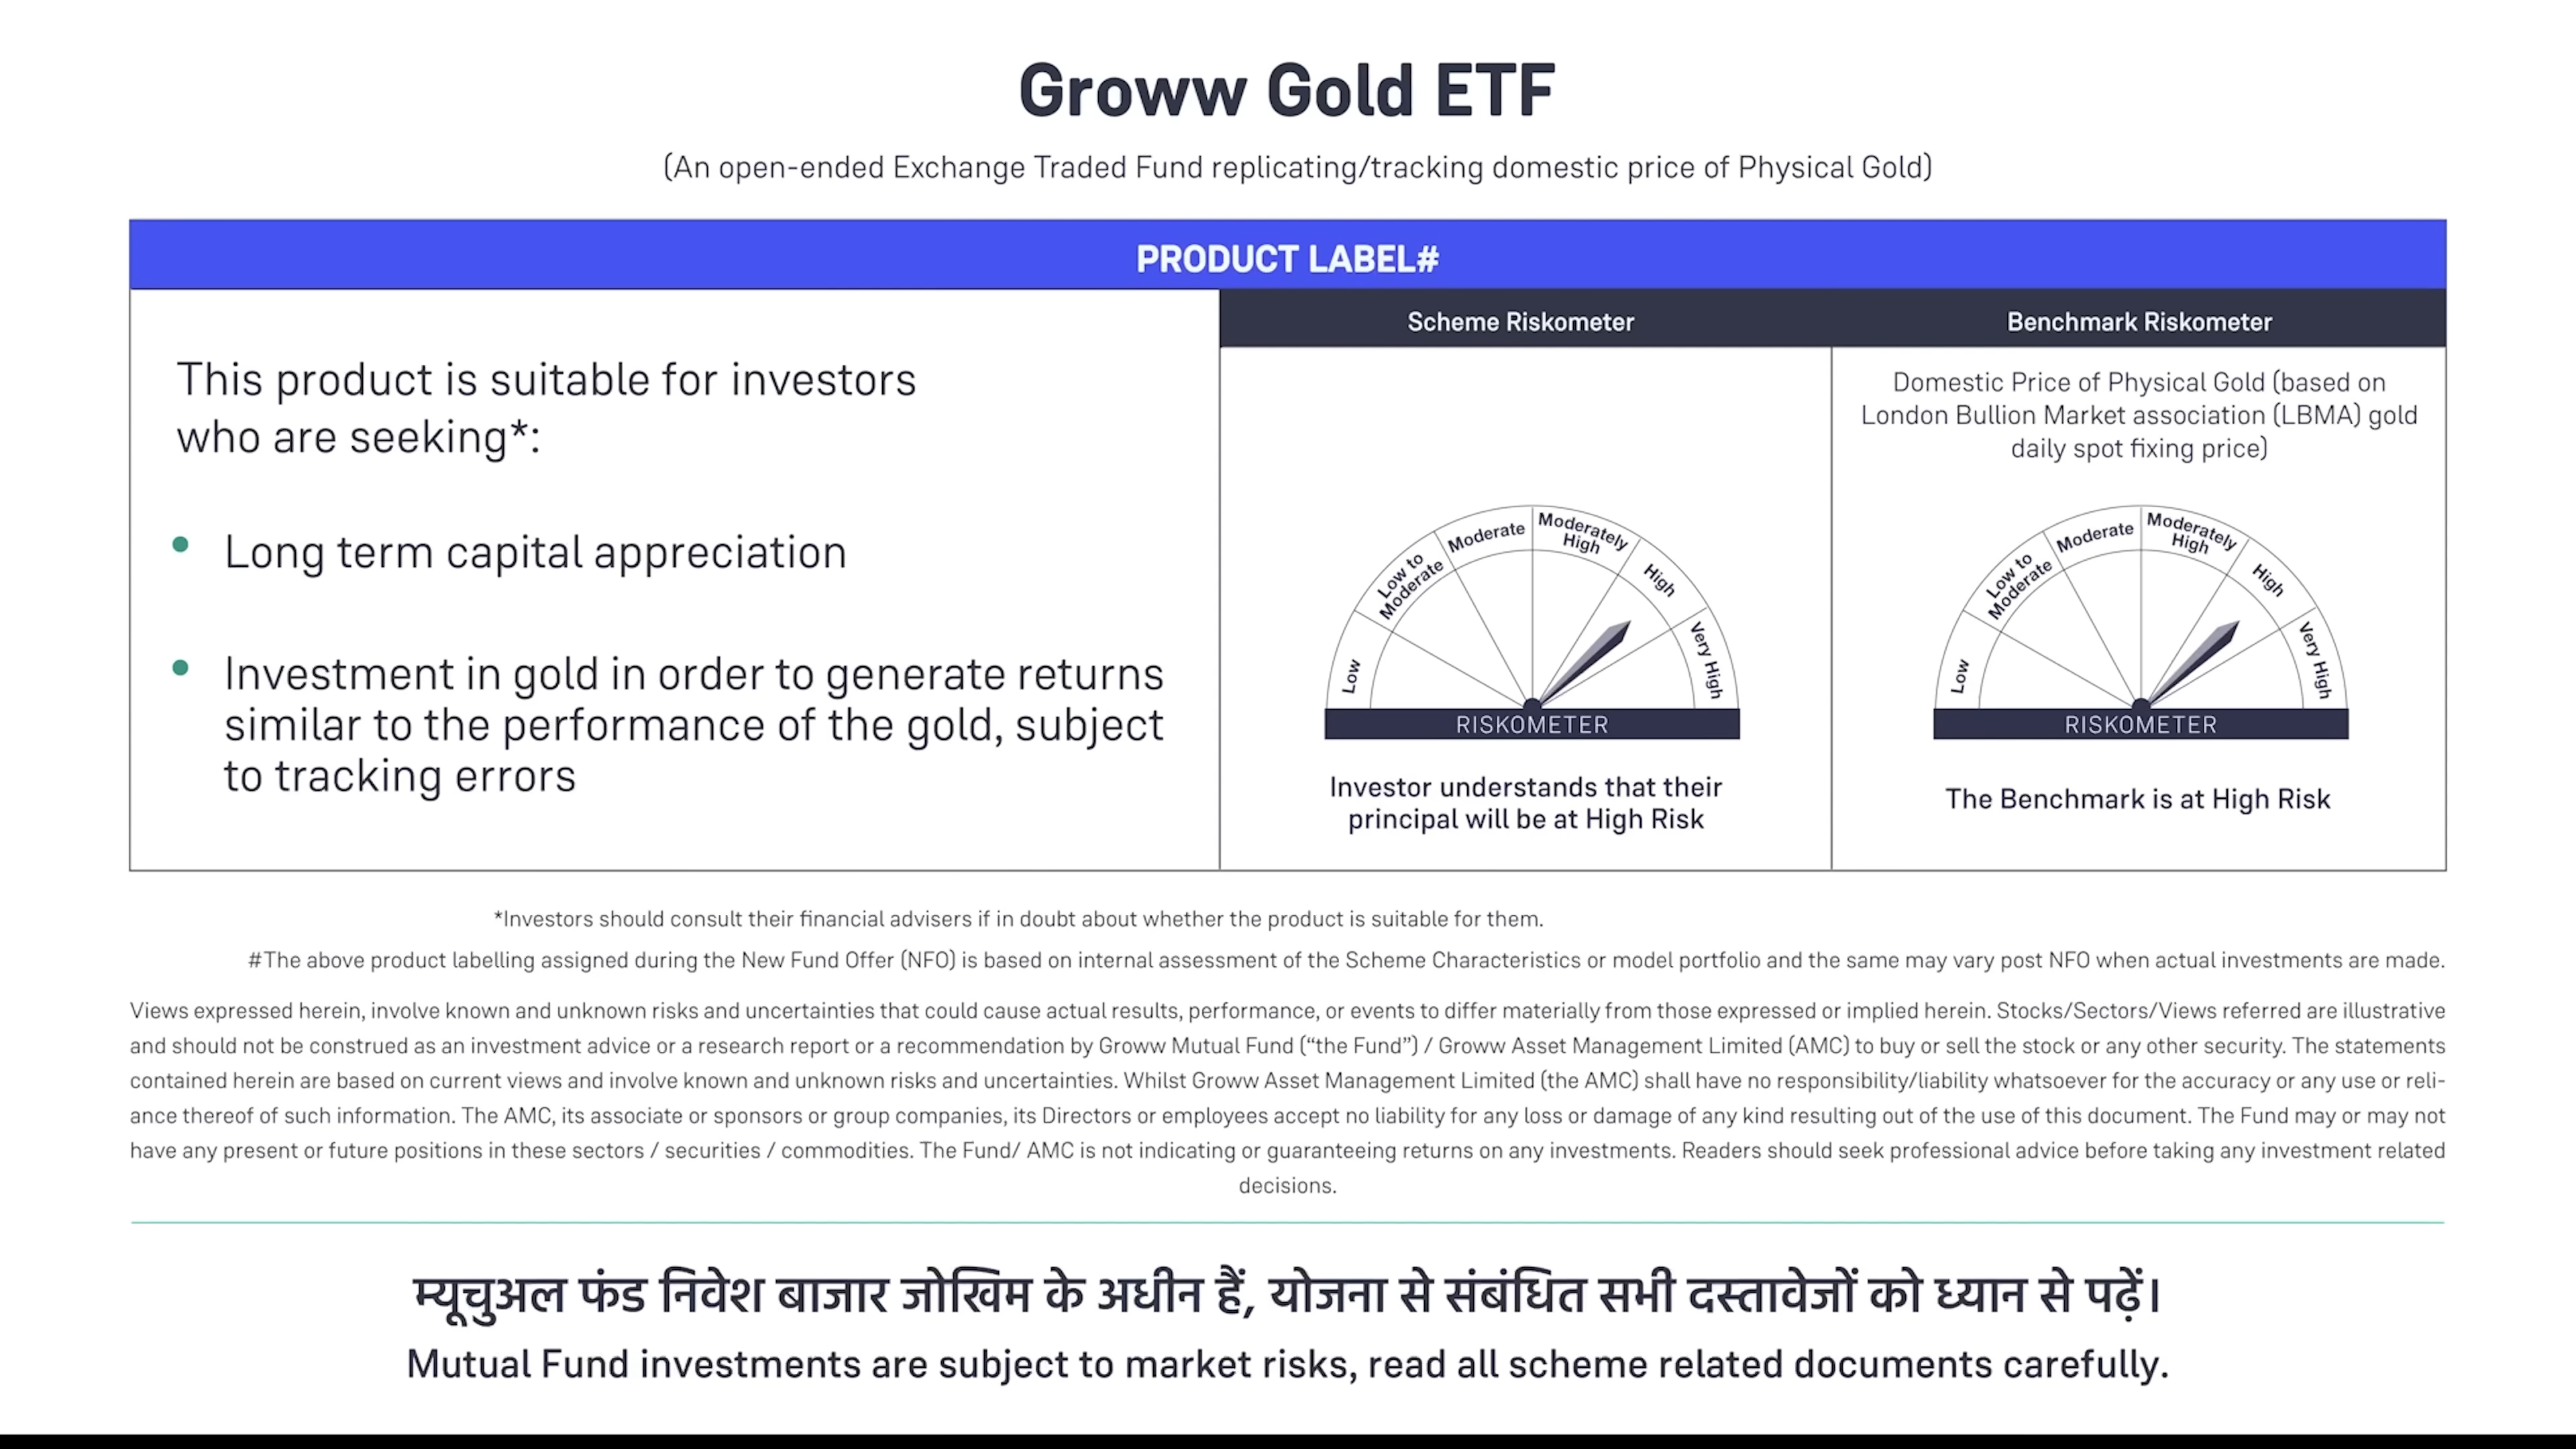 Groww Gold ETF
(An open-ended Exchange Traded Fund replicating/tracking domestic price of Physical Gold)
PRODUCT LABEL#
This product is suitable for investors
who are seeking*:
• Long term capital appreciation
• Investment in gold in order to generate returns
similar to the performance of the gold, subject
to tracking errors
Scheme Riskometer
Low
Low to
Moderate
Moderate
Moderately
High
High
Very High
RISKOMETER
Investor understands that their
principal will be at High Risk
Benchmark Riskometer
Domestic Price of Physical Gold (based on
London Bullion Market association (LBMA) gold
daily spot fixing price)
Low
Low to
Moderate
Moderate
Moderately
High
High
Very High
RISKOMETER
The Benchmark is at High Risk
*Investors should consult their financial advisers if in doubt about whether the product is suitable for them.
#The above product labelling assigned during the New Fund Offer (NFO) is based on internal assessment of the Scheme Characteristics or model portfolio and the same may vary post NFO when actual investments are made.
Views expressed herein, involve known and unknown risks and uncertainties that could cause actual results, performance, or events to differ materially from those expressed or implied herein. Stocks/Sectors/Views referred are illustrative
and should not be construed as an investment advice or a research report or a recommendation by Groww Mutual Fund (“the Fund”) / Groww Asset Management Limited (AMC) to buy or sell the stock or any other security. The statements
contained herein are based on current views and involve known and unknown risks and uncertainties. Whilst Groww Asset Management Limited (the AMC) shall have no responsibility/liability whatsoever for the accuracy or any use or reli-
ance thereof of such information. The AMC, its associate or sponsors or group companies, its Directors or employees accept no liability for any loss or damage of any kind resulting out of the use of this document. The Fund may or may not
have any present or future positions in these sectors / securities / commodities. The Fund/ AMC is not indicating or guaranteeing returns on any investments. Readers should seek professional advice before taking any investment related
decisions.
म्यूचुअल फंड निवेश बाजार जोखिम के अधीन हैं, योजना से संबंधित सभी दस्तावेजों को ध्यान से पढ़ें।
Mutual Fund investments are subject to market risks, read all scheme related documents carefully.